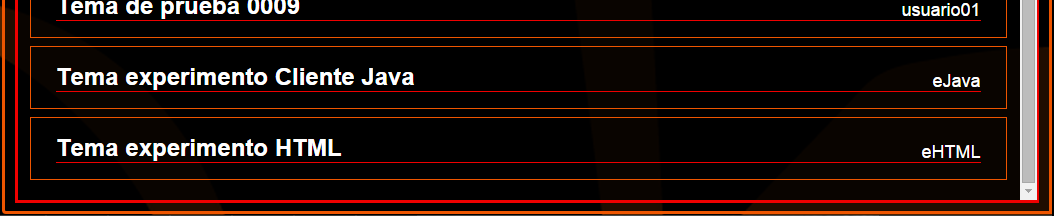 Tema de prueba 0009
usuario01
Tema experimento Cliente Java
eJava
Tema experimento HTML
eHTML